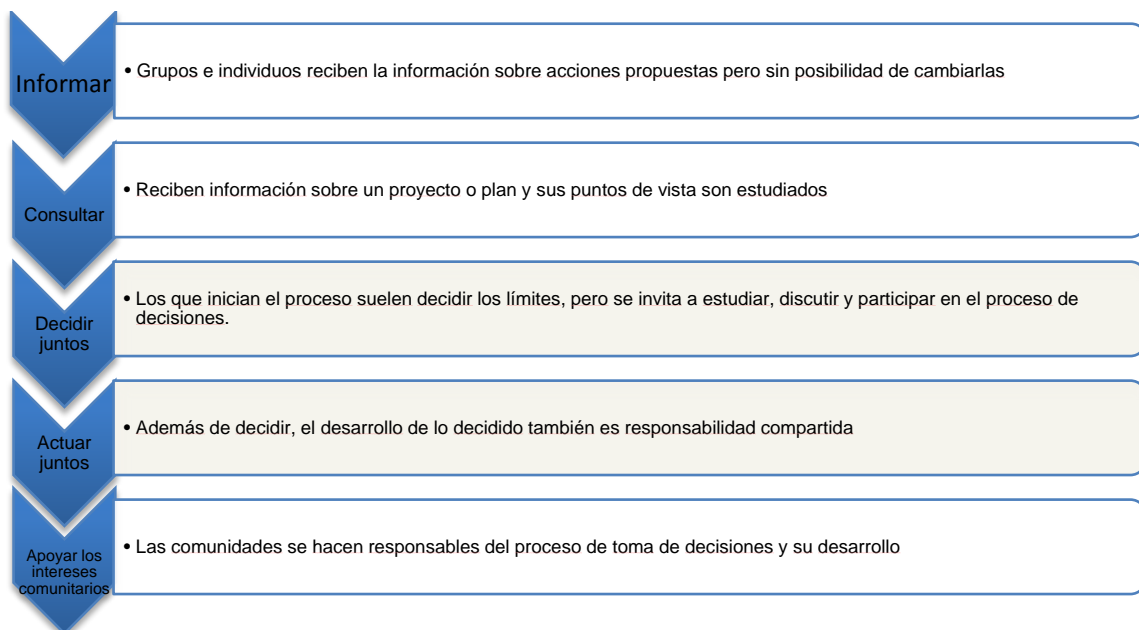 Informar
• Grupos e individuos reciben la información sobre acciones propuestas pero sin posibilidad de cambiarlas
Consultar
• Reciben información sobre un proyecto o plan y sus puntos de vista son estudiados
Decidir
juntos
• Los que inician el proceso suelen decidir los límites, pero se invita a estudiar, discutir y participar en el proceso de
decisiones.
Actuar
juntos
• Además de decidir, el desarrollo de lo decidido también es responsabilidad compartida
Apoyar los
intereses
comunitarios
• Las comunidades se hacen responsables del proceso de toma de decisiones y su desarrollo